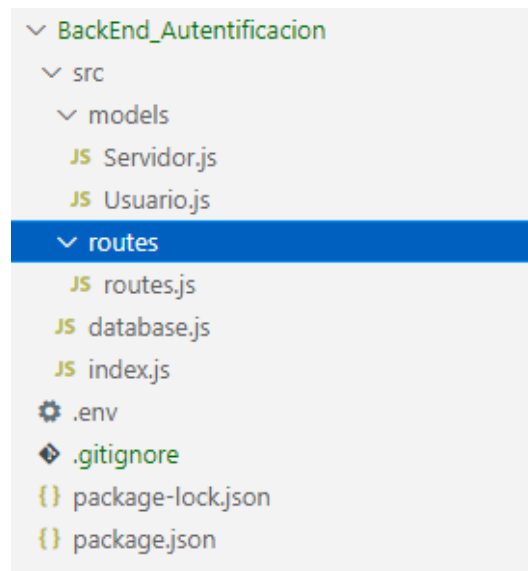 BackEnd_Autentificacion
src
models
JS Servidor.js
JS Usuario.js
routes
JS routes.js
JS database.js
JS index.js
.env
.gitignore
{} package-lock.json
{} package.json